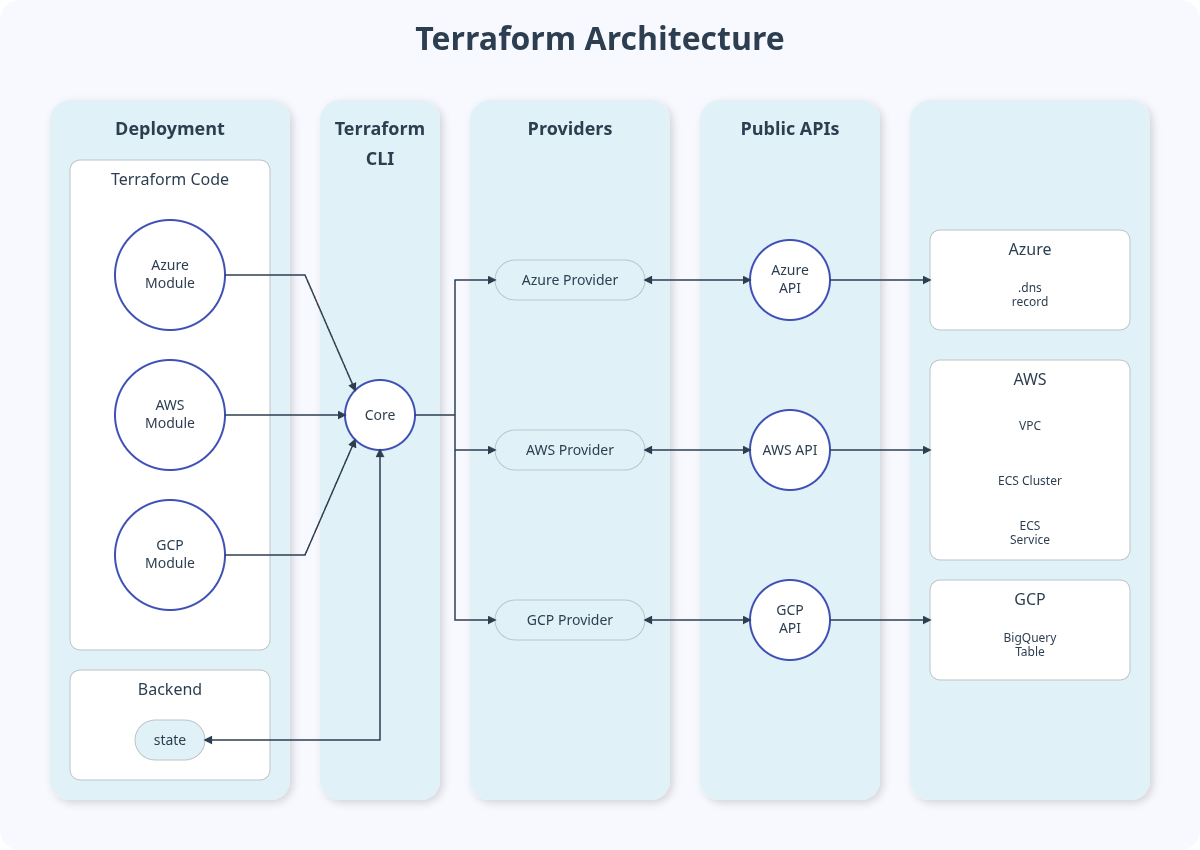 Terraform Architecture
Deployment
Terraform Code
Azure
Module
AWS
Module
GCP
Module
Backend
state
Terraform
CLI
Core
Providers
Azure Provider
AWS Provider
GCP Provider
Public APIs
Azure
API
AWS API
GCP
API
Azure
.dns
record
AWS
VPC
ECS Cluster
ECS
Service
GCP
BigQuery
Table